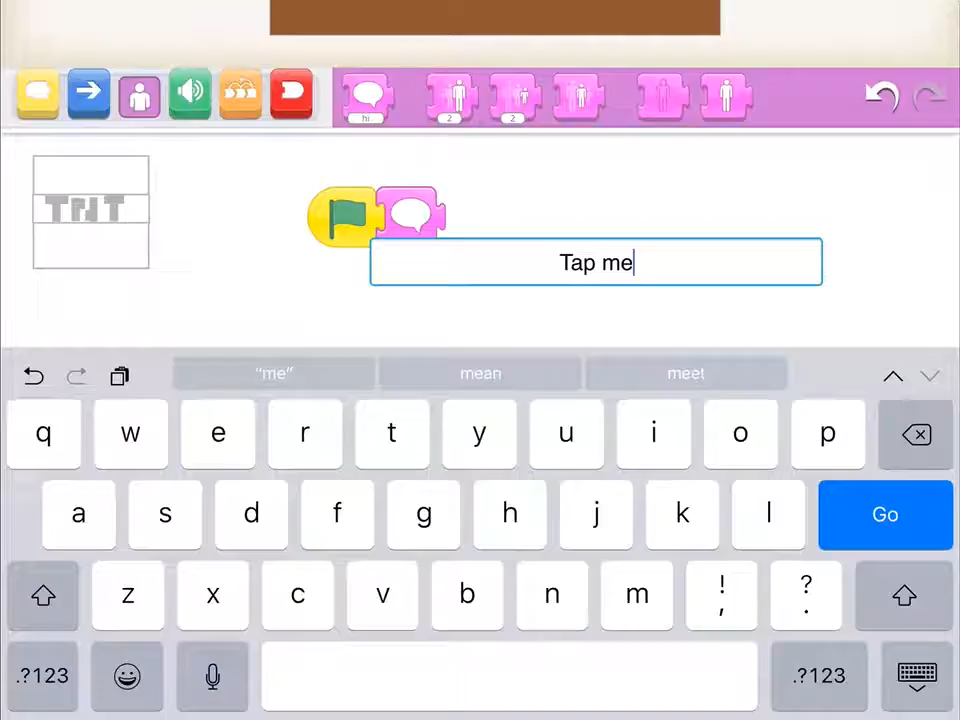 hi
2
2
TNT
Tap me
“me”
mean
meet
q w e r t y u i o p
a s d f g h j k l Go
z x c v b n m ! , ? .
.?123 .?123